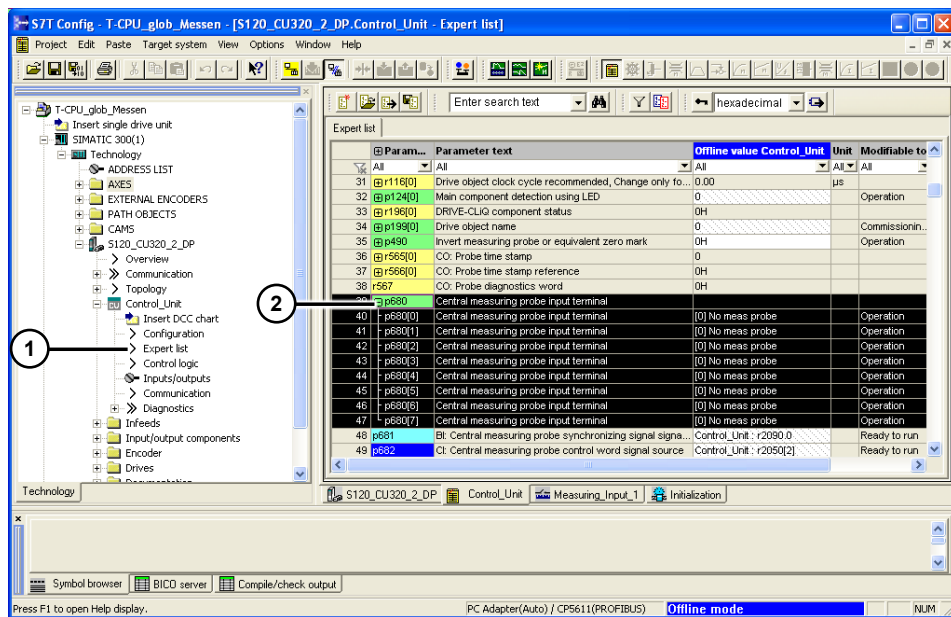 S7T Config - T-CPU_glob_Messen - [S120_CU320_2_DP.Control_Unit - Expert list]
Project Edit Paste Target system View Options Window Help
Enter search text
hexadecimal
T-CPU_glob_Messen
Insert single drive unit
SIMATIC 300(1)
Technology
ADDRESS LIST
AXES
EXTERNAL ENCODERS
PATH OBJECTS
CAMS
S120_CU320_2_DP
Overview
Communication
Topology
Control_Unit
Insert DCC chart
Configuration
Expert list
Control logic
Inputs/outputs
Communication
Diagnostics
Infeeds
Input/output components
Encoder
Drives
Documentation
Technology
1
2
Expert list
Param... Parameter text Offline value Control_Unit Unit Modifiable to
All All All All All
31 r116[0] Drive object clock cycle recommended, Change only fo... 0.00 µs
32 p124[0] Main component detection using LED 0 Operation
33 r196[0] DRIVE-CLiQ component status 0H
34 p199[0] Drive object name 0 Commissionin..
35 p490 Invert measuring probe or equivalent zero mark 0H Operation
36 r565[0] CO: Probe time stamp 0
37 r566[0] CO: Probe time stamp reference 0H
38 r567 CO: Probe diagnostics word 0H
39 p680 Central measuring probe input terminal
40 p680[0] Central measuring probe input terminal [0] No meas probe Operation
41 p680[1] Central measuring probe input terminal [0] No meas probe Operation
42 p680[2] Central measuring probe input terminal [0] No meas probe Operation
43 p680[3] Central measuring probe input terminal [0] No meas probe Operation
44 p680[4] Central measuring probe input terminal [0] No meas probe Operation
45 p680[5] Central measuring probe input terminal [0] No meas probe Operation
46 p680[6] Central measuring probe input terminal [0] No meas probe Operation
47 p680[7] Central measuring probe input terminal [0] No meas probe Operation
48 p681 BI: Central measuring probe synchronizing signal signa... Control_Unit : r2090.0 Ready to run
49 p682 CI: Central measuring probe control word signal source Control_Unit : r2050[2] Ready to run
S120_CU320_2_DP Control_Unit Measuring_Input_1 Initialization
Symbol browser BICO server Compile/check output
Press F1 to open Help display. PC Adapter(Auto) / CP5611(PROFIBUS) Offline mode NUM